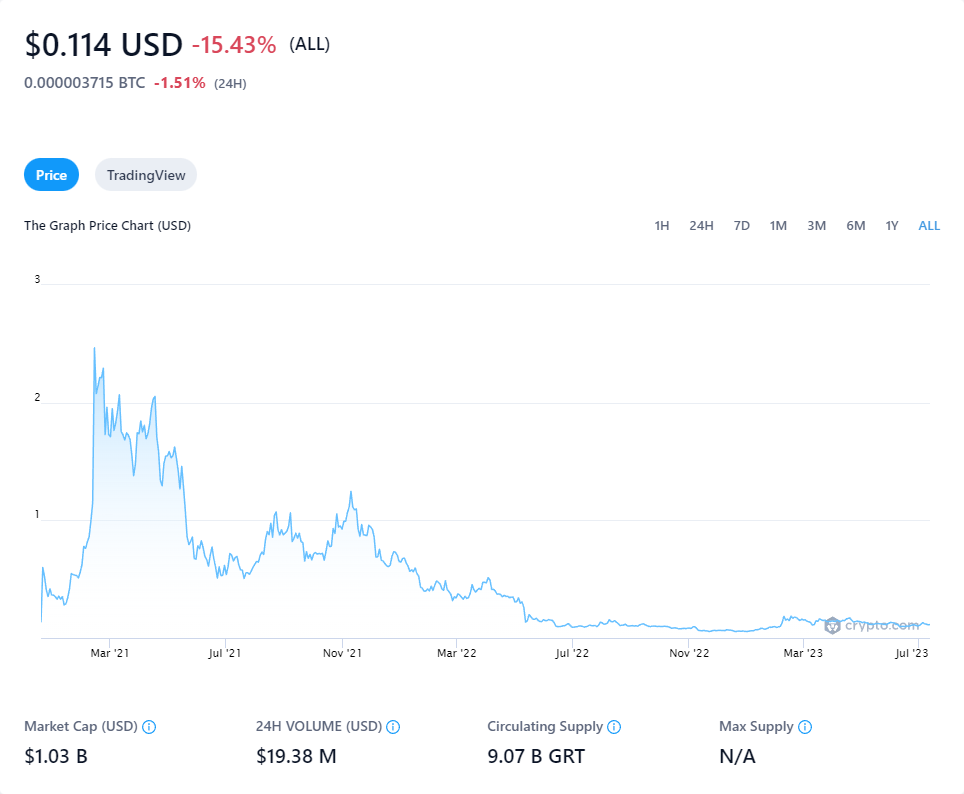 $0.114 USD -15.43% (ALL)
0.000003715 BTC -1.51% (24H)
Price TradingView
The Graph Price Chart (USD) 1H 24H 7D 1M 3M 6M 1Y ALL
3
2
1
crypto.com
Mar '21 Jul '21 Nov '21 Mar '22 Jul '22 Nov '22 Mar '23 Jul '23
Market Cap (USD) 24H VOLUME (USD) Circulating Supply Max Supply
$1.03 B $19.38 M 9.07 B GRT N/A